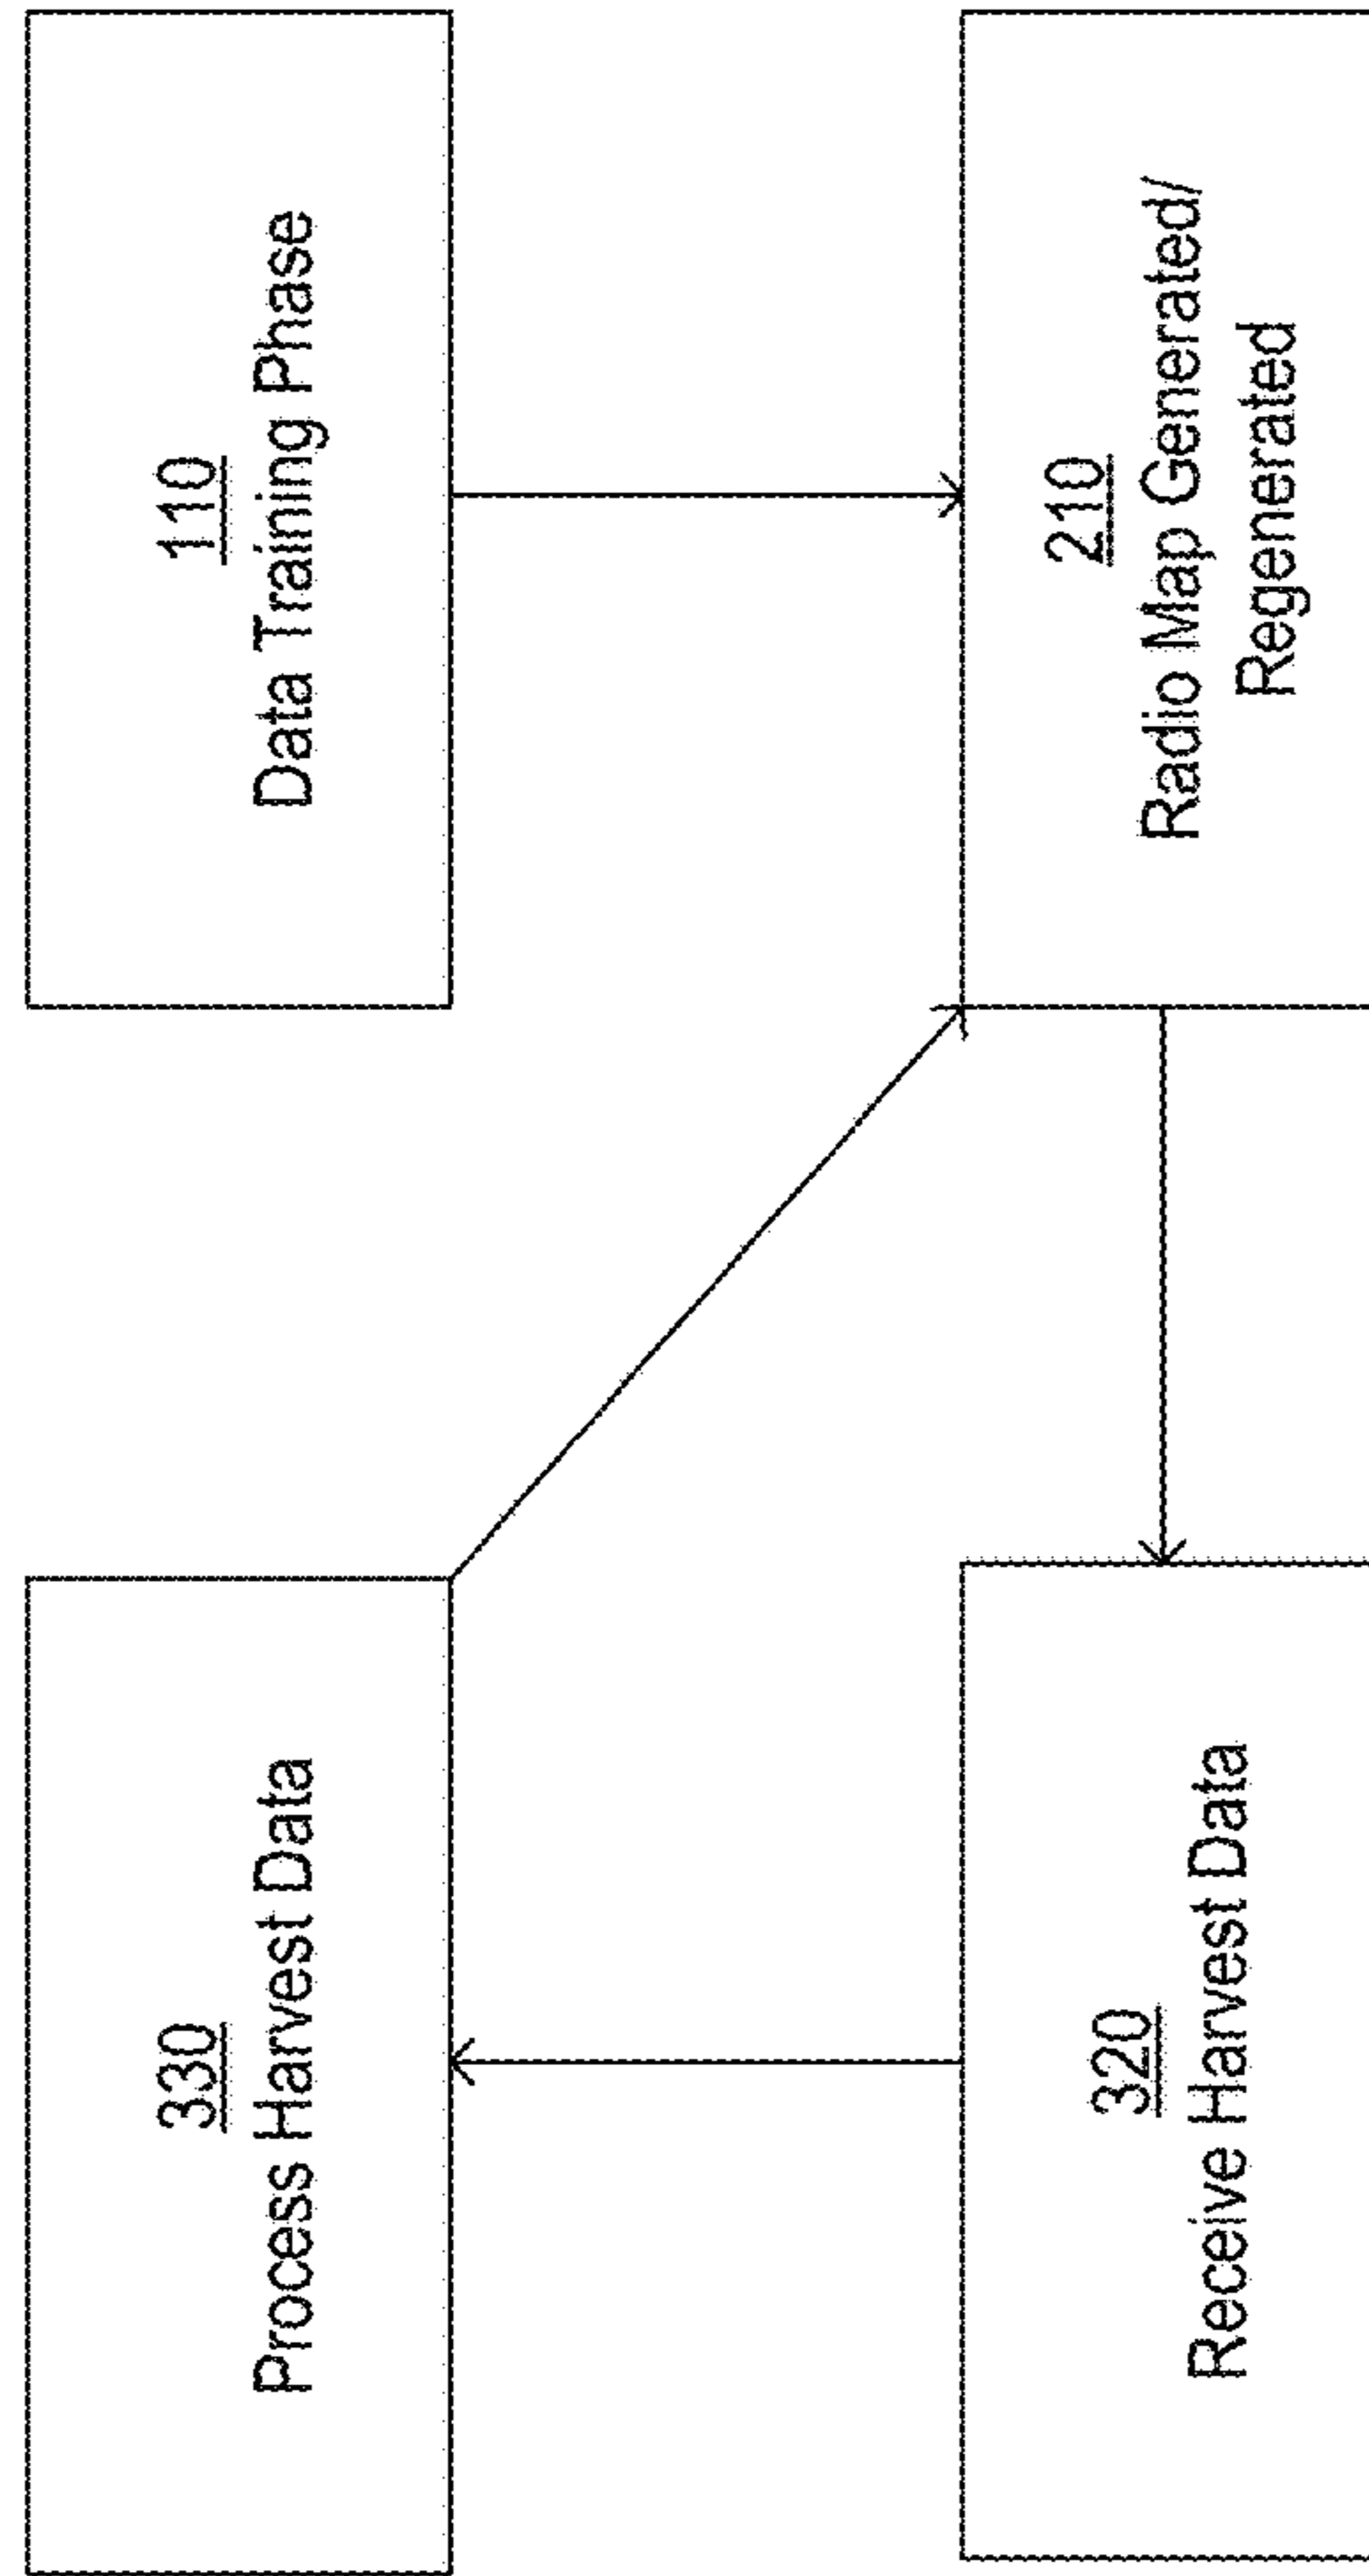 330
Process Harvest Data
110
Data Training Phase
320
Receive Harvest Data
210
Radio Map Generated/
Regenerated